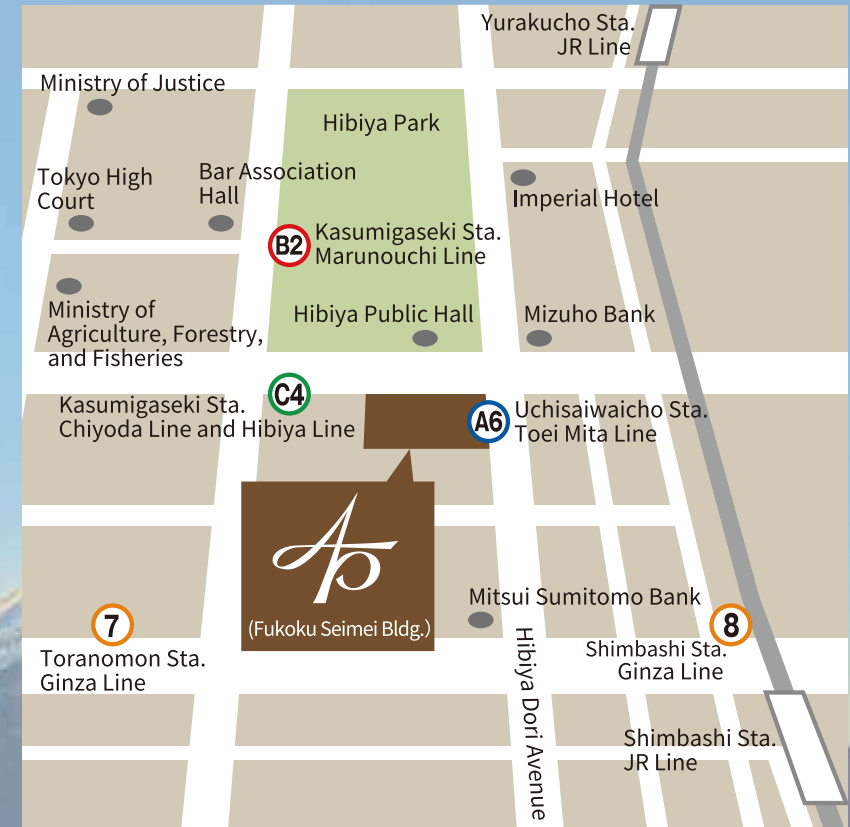 Yurakucho Sta.
JR Line
Ministry of Justice
Hibiya Park
Tokyo High
Court
Bar Association
Hall
Imperial Hotel
B2
Kasumigaseki Sta.
Marunouchi Line
Ministry of
Agriculture, Forestry,
and Fisheries
Hibiya Public Hall
Mizuho Bank
C4
Kasumigaseki Sta.
Chiyoda Line and Hibiya Line
A6
Uchisaiwaicho Sta.
Toei Mita Line
AP
(Fukoku Seimei Bldg.)
Mitsui Sumitomo Bank
7
Toranomon Sta.
Ginza Line
8
Shimbashi Sta.
Ginza Line
Hibiya Dori Avenue
Shimbashi Sta.
JR Line